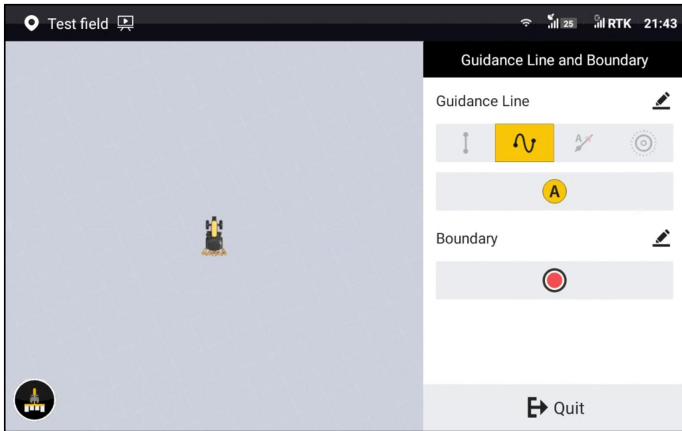 Test field
25
RTK 21:43
Guidance Line and Boundary
Guidance Line
A
A
Boundary
Quit